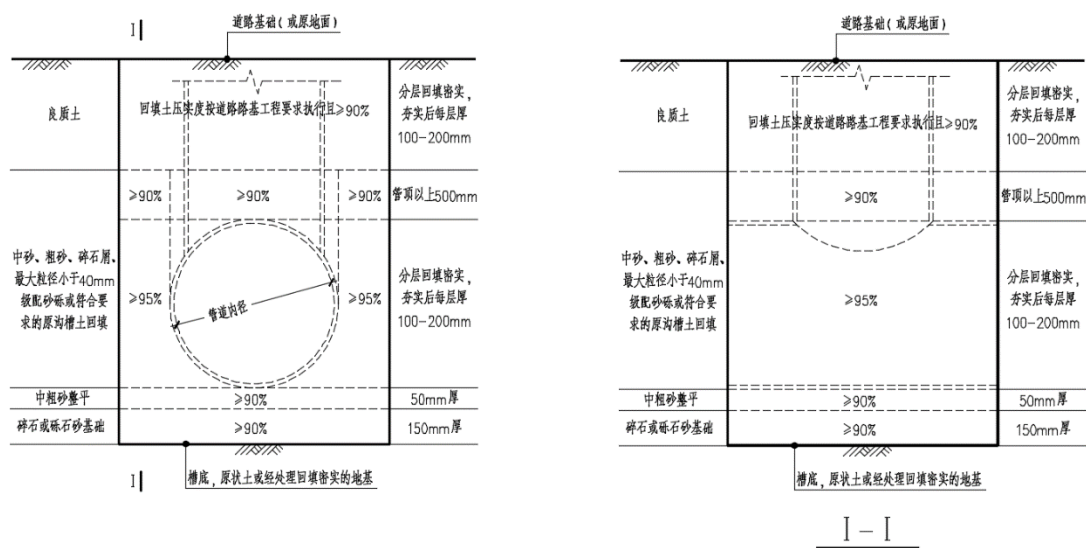 道路基础(或原地面)
I
良质土
回填土压实度按道路路基工程要求执行且≥90%
分层回填密实,
夯实后每层厚
100-200mm
≥90%
≥90%
≥90%
管顶以上500mm
中砂、粗砂、碎石屑、
最大粒径小于40mm
级配砂砾或符合要
求的原沟槽土回填
≥95%
管道内径
≥95%
分层回填密实,
夯实后每层厚
100-200mm
中粗砂整平
≥90%
50mm厚
碎石或砾石砂基础
≥90%
150mm厚
I
槽底,原状土或经处理回填密实的地基
道路基础(或原地面)
良质土
回填土压实度按道路路基工程要求执行且≥90%
分层回填密实,
夯实后每层厚
100-200mm
≥90%
管顶以上500mm
中砂、粗砂、碎石屑、
最大粒径小于40mm
级配砂砾或符合要
求的原沟槽土回填
≥95%
分层回填密实,
夯实后每层厚
100-200mm
中粗砂整平
≥90%
50mm厚
碎石或砾石砂基础
≥90%
150mm厚
槽底,原状土或经处理回填密实的地基
I-I